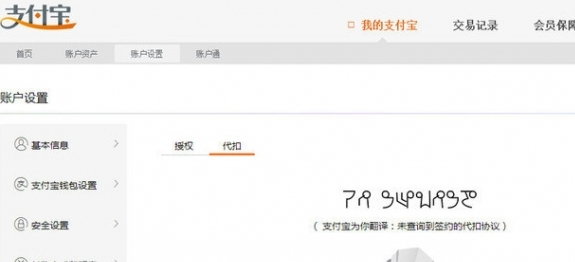 支付宝
我的支付宝 交易记录 会员保
首页 账户资产 账户设置 账户通
账户设置
基本信息
支付宝钱包设置
安全设置
授权 代扣
( 支付宝为你翻译：未查询到签约的代扣协议 )